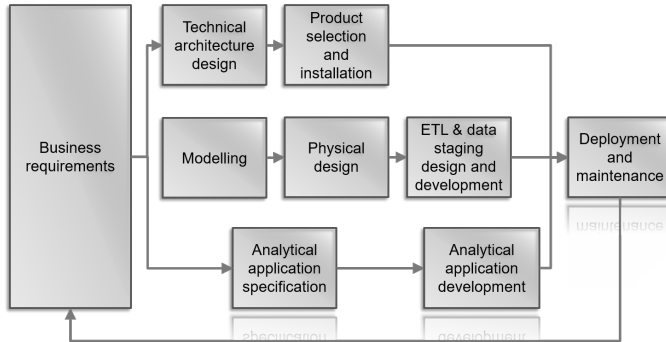 Business
requirements
Technical
architecture
design
Product
selection
and
installation
Modelling
Physical
design
ETL & data
staging
design and
development
Analytical
application
specification
Analytical
application
development
Deployment
and
maintenance